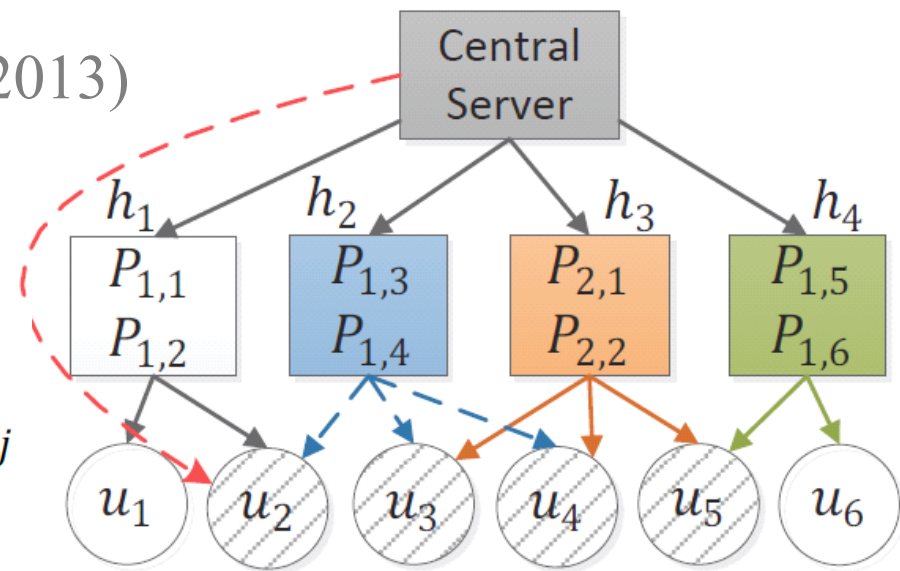 2013)
Central
Server
h₁
h₂
h₃
h₄
P₁,₁
P₁,₂
P₁,₃
P₁,₄
P₂,₁
P₂,₂
P₁,₅
P₁,₆
j
u₁
u₂
u₃
u₄
u₅
u₆